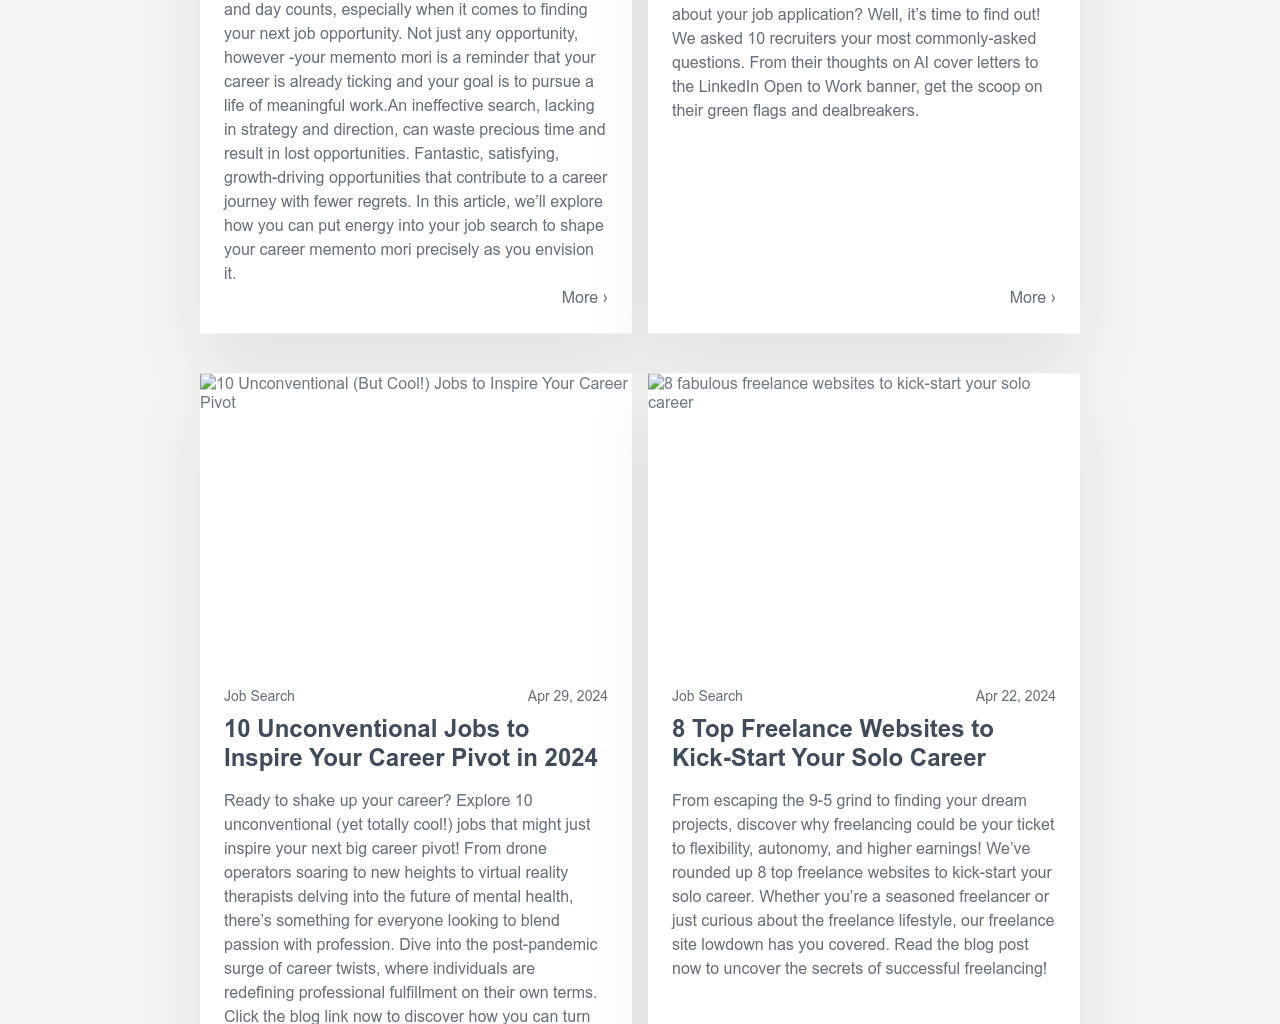 and day counts, especially when it comes to finding
your next job opportunity. Not just any opportunity,
however -your memento mori is a reminder that your
career is already ticking and your goal is to pursue a
life of meaningful work.An ineffective search, lacking
in strategy and direction, can waste precious time and
result in lost opportunities. Fantastic, satisfying,
growth-driving opportunities that contribute to a career
journey with fewer regrets. In this article, we’ll explore
how you can put energy into your job search to shape
your career memento mori precisely as you envision
it.
More ›
about your job application? Well, it’s time to find out!
We asked 10 recruiters your most commonly-asked
questions. From their thoughts on AI cover letters to
the LinkedIn Open to Work banner, get the scoop on
their green flags and dealbreakers.
More ›
10 Unconventional (But Cool!) Jobs to Inspire Your Career
Pivot
Job Search
Apr 29, 2024
10 Unconventional Jobs to
Inspire Your Career Pivot in 2024
Ready to shake up your career? Explore 10
unconventional (yet totally cool!) jobs that might just
inspire your next big career pivot! From drone
operators soaring to new heights to virtual reality
therapists delving into the future of mental health,
there’s something for everyone looking to blend
passion with profession. Dive into the post-pandemic
surge of career twists, where individuals are
redefining professional fulfillment on their own terms.
Click the blog link now to discover how you can turn
8 fabulous freelance websites to kick-start your solo
career
Job Search
Apr 22, 2024
8 Top Freelance Websites to
Kick-Start Your Solo Career
From escaping the 9-5 grind to finding your dream
projects, discover why freelancing could be your ticket
to flexibility, autonomy, and higher earnings! We’ve
rounded up 8 top freelance websites to kick-start your
solo career. Whether you’re a seasoned freelancer or
just curious about the freelance lifestyle, our freelance
site lowdown has you covered. Read the blog post
now to uncover the secrets of successful freelancing!